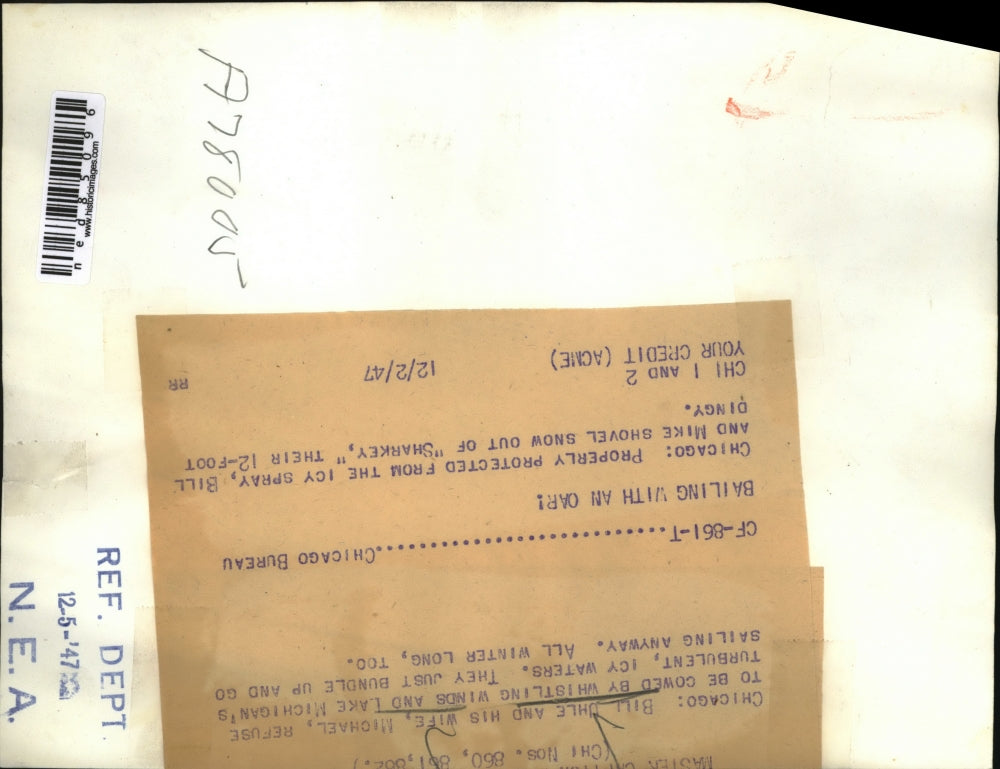 A78005
ned85096
www.historicimages.com
REF. DEPT.
12-5-'47
N. E. A.
(CHI NOS. 860, 861, 862.)
CHICAGO: BILL UHLE AND HIS WIFE, MICHAEL, REFUSE
TO BE COWED BY WHISTLING WINDS AND LAKE MICHIGAN'S
TURBULENT, ICY WATERS. THEY JUST BUNDLE UP AND GO
SAILING ANYWAY. ALL WINTER LONG, TOO.
CF-861-T..............................CHICAGO BUREAU
BAILING WITH AN OAR!
CHICAGO: PROPERLY PROTECTED FROM THE ICY SPRAY, BILL
AND MIKE SHOVEL SNOW OUT OF "SHARKEY," THEIR 12-FOOT
DINGY.
CHI 1 AND 2
YOUR CREDIT (ACME) 12/2/47 RR